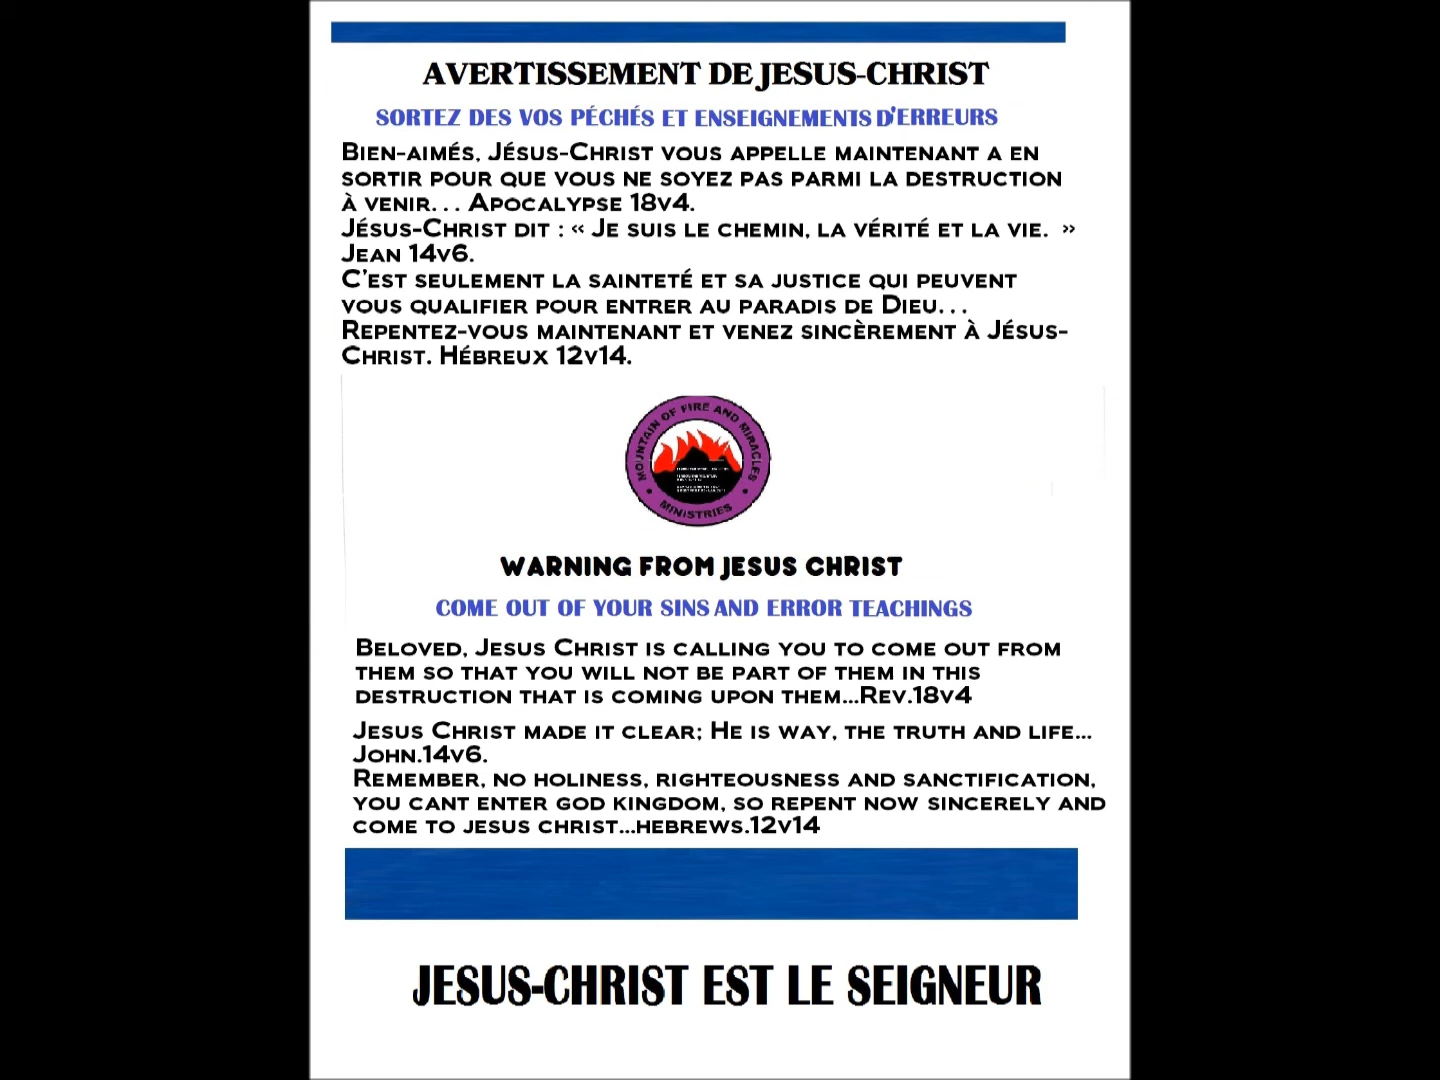 AVERTISSEMENT DE JESUS-CHRIST
SORTEZ DES VOS PÉCHÉS ET ENSEIGNEMENTS D'ERREURS
Bien-aimés, Jésus-Christ vous appelle maintenant a en
sortir pour que vous ne soyez pas parmi la destruction
à venir... Apocalypse 18v4.
Jésus-Christ dit : « Je suis le chemin, la vérité et la vie. »
Jean 14v6.
C'est seulement la sainteté et sa justice qui peuvent
vous qualifier pour entrer au paradis de Dieu...
Repentez-vous maintenant et venez sincèrement à Jésus-
Christ. Hébreux 12v14.
MOUNTAIN OF FIRE AND MIRACLES
MINISTRIES
WARNING FROM JESUS CHRIST
COME OUT OF YOUR SINS AND ERROR TEACHINGS
Beloved, Jesus Christ is calling you to come out from
them so that you will not be part of them in this
destruction that is coming upon them...Rev.18v4
Jesus Christ made it clear; He is way, the truth and life...
John.14v6.
Remember, no holiness, righteousness and sanctification,
you cant enter god kingdom, so repent now sincerely and
come to jesus christ...hebrews.12v14
JESUS-CHRIST EST LE SEIGNEUR